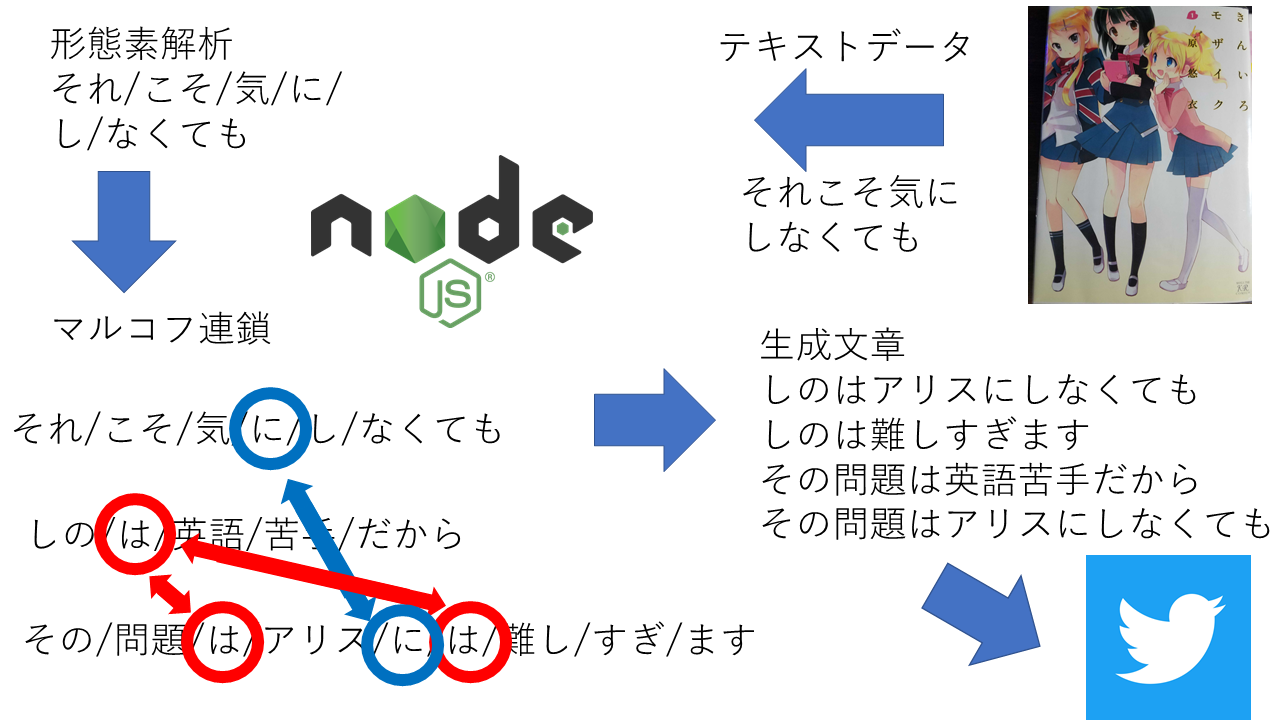 形態素解析
それ/こそ/気/に/
し/なくても
マルコフ連鎖
それ/こそ/気/に/し/なくても
しの/は/英語/苦手/だから
その/問題/は/アリス/に/は/難し/すぎ/ます
node
JS®
テキストデータ
それこそ気に
しなくても
きんいろ
モザイク
1
原悠衣
生成文章
しのはアリスにしなくても
しのは難しすぎます
その問題は英語苦手だから
その問題はアリスにしなくても